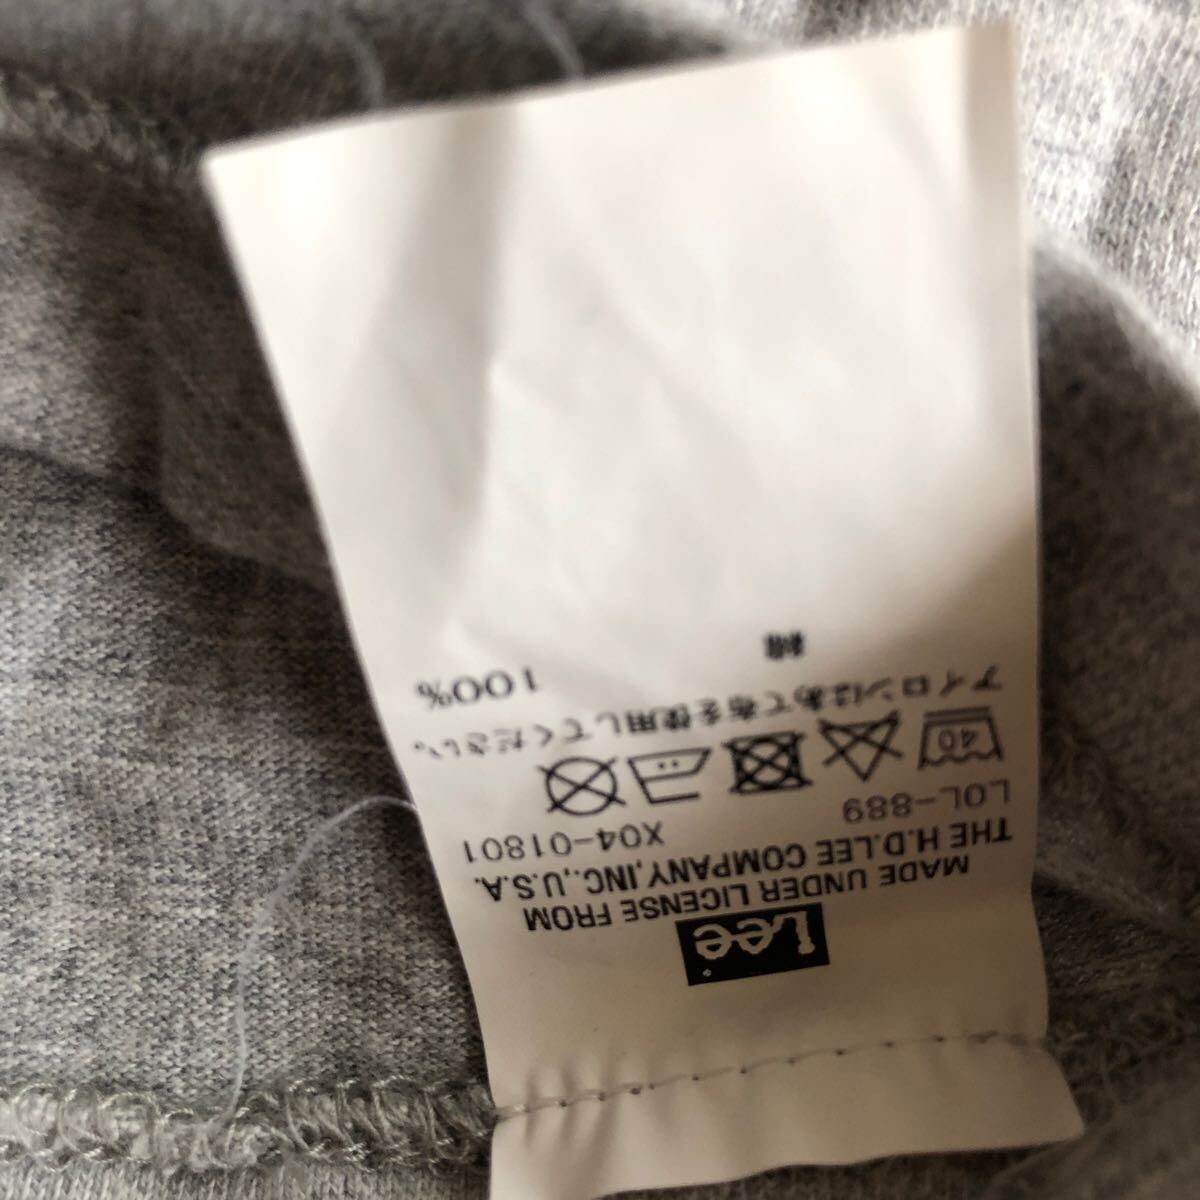 Lee
MADE UNDER LICENSE FROM
THE H.D.LEE COMPANY,INC.,U.S.A.
LOL-889 X04-01801
40
アイロンはあて布を使用してください。
綿 100%